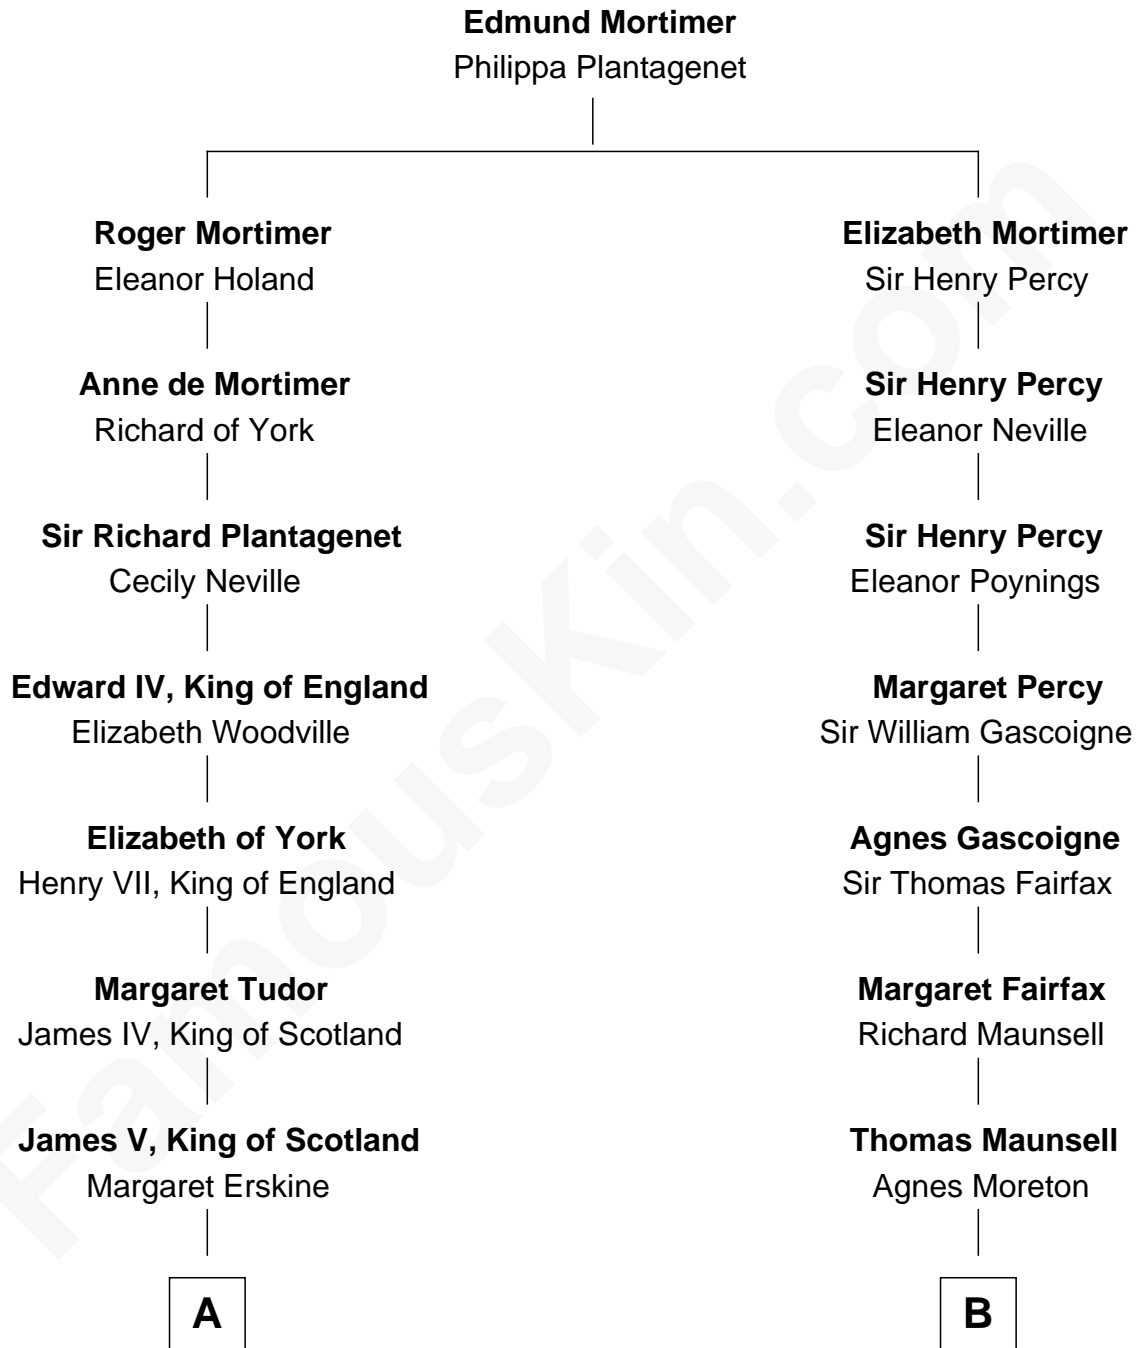 Edmund Mortimer
Philippa Plantagenet
Roger Mortimer
Eleanor Holand
Anne de Mortimer
Richard of York
Sir Richard Plantagenet
Cecily Neville
Edward IV, King of England
Elizabeth Woodville
Elizabeth of York
Henry VII, King of England
Margaret Tudor
James IV, King of Scotland
James V, King of Scotland
Margaret Erskine
A
Elizabeth Mortimer
Sir Henry Percy
Sir Henry Percy
Eleanor Neville
Sir Henry Percy
Eleanor Poynings
Margaret Percy
Sir William Gascoigne
Agnes Gascoigne
Sir Thomas Fairfax
Margaret Fairfax
Richard Maunsell
Thomas Maunsell
Agnes Moreton
B
FamousKin.com